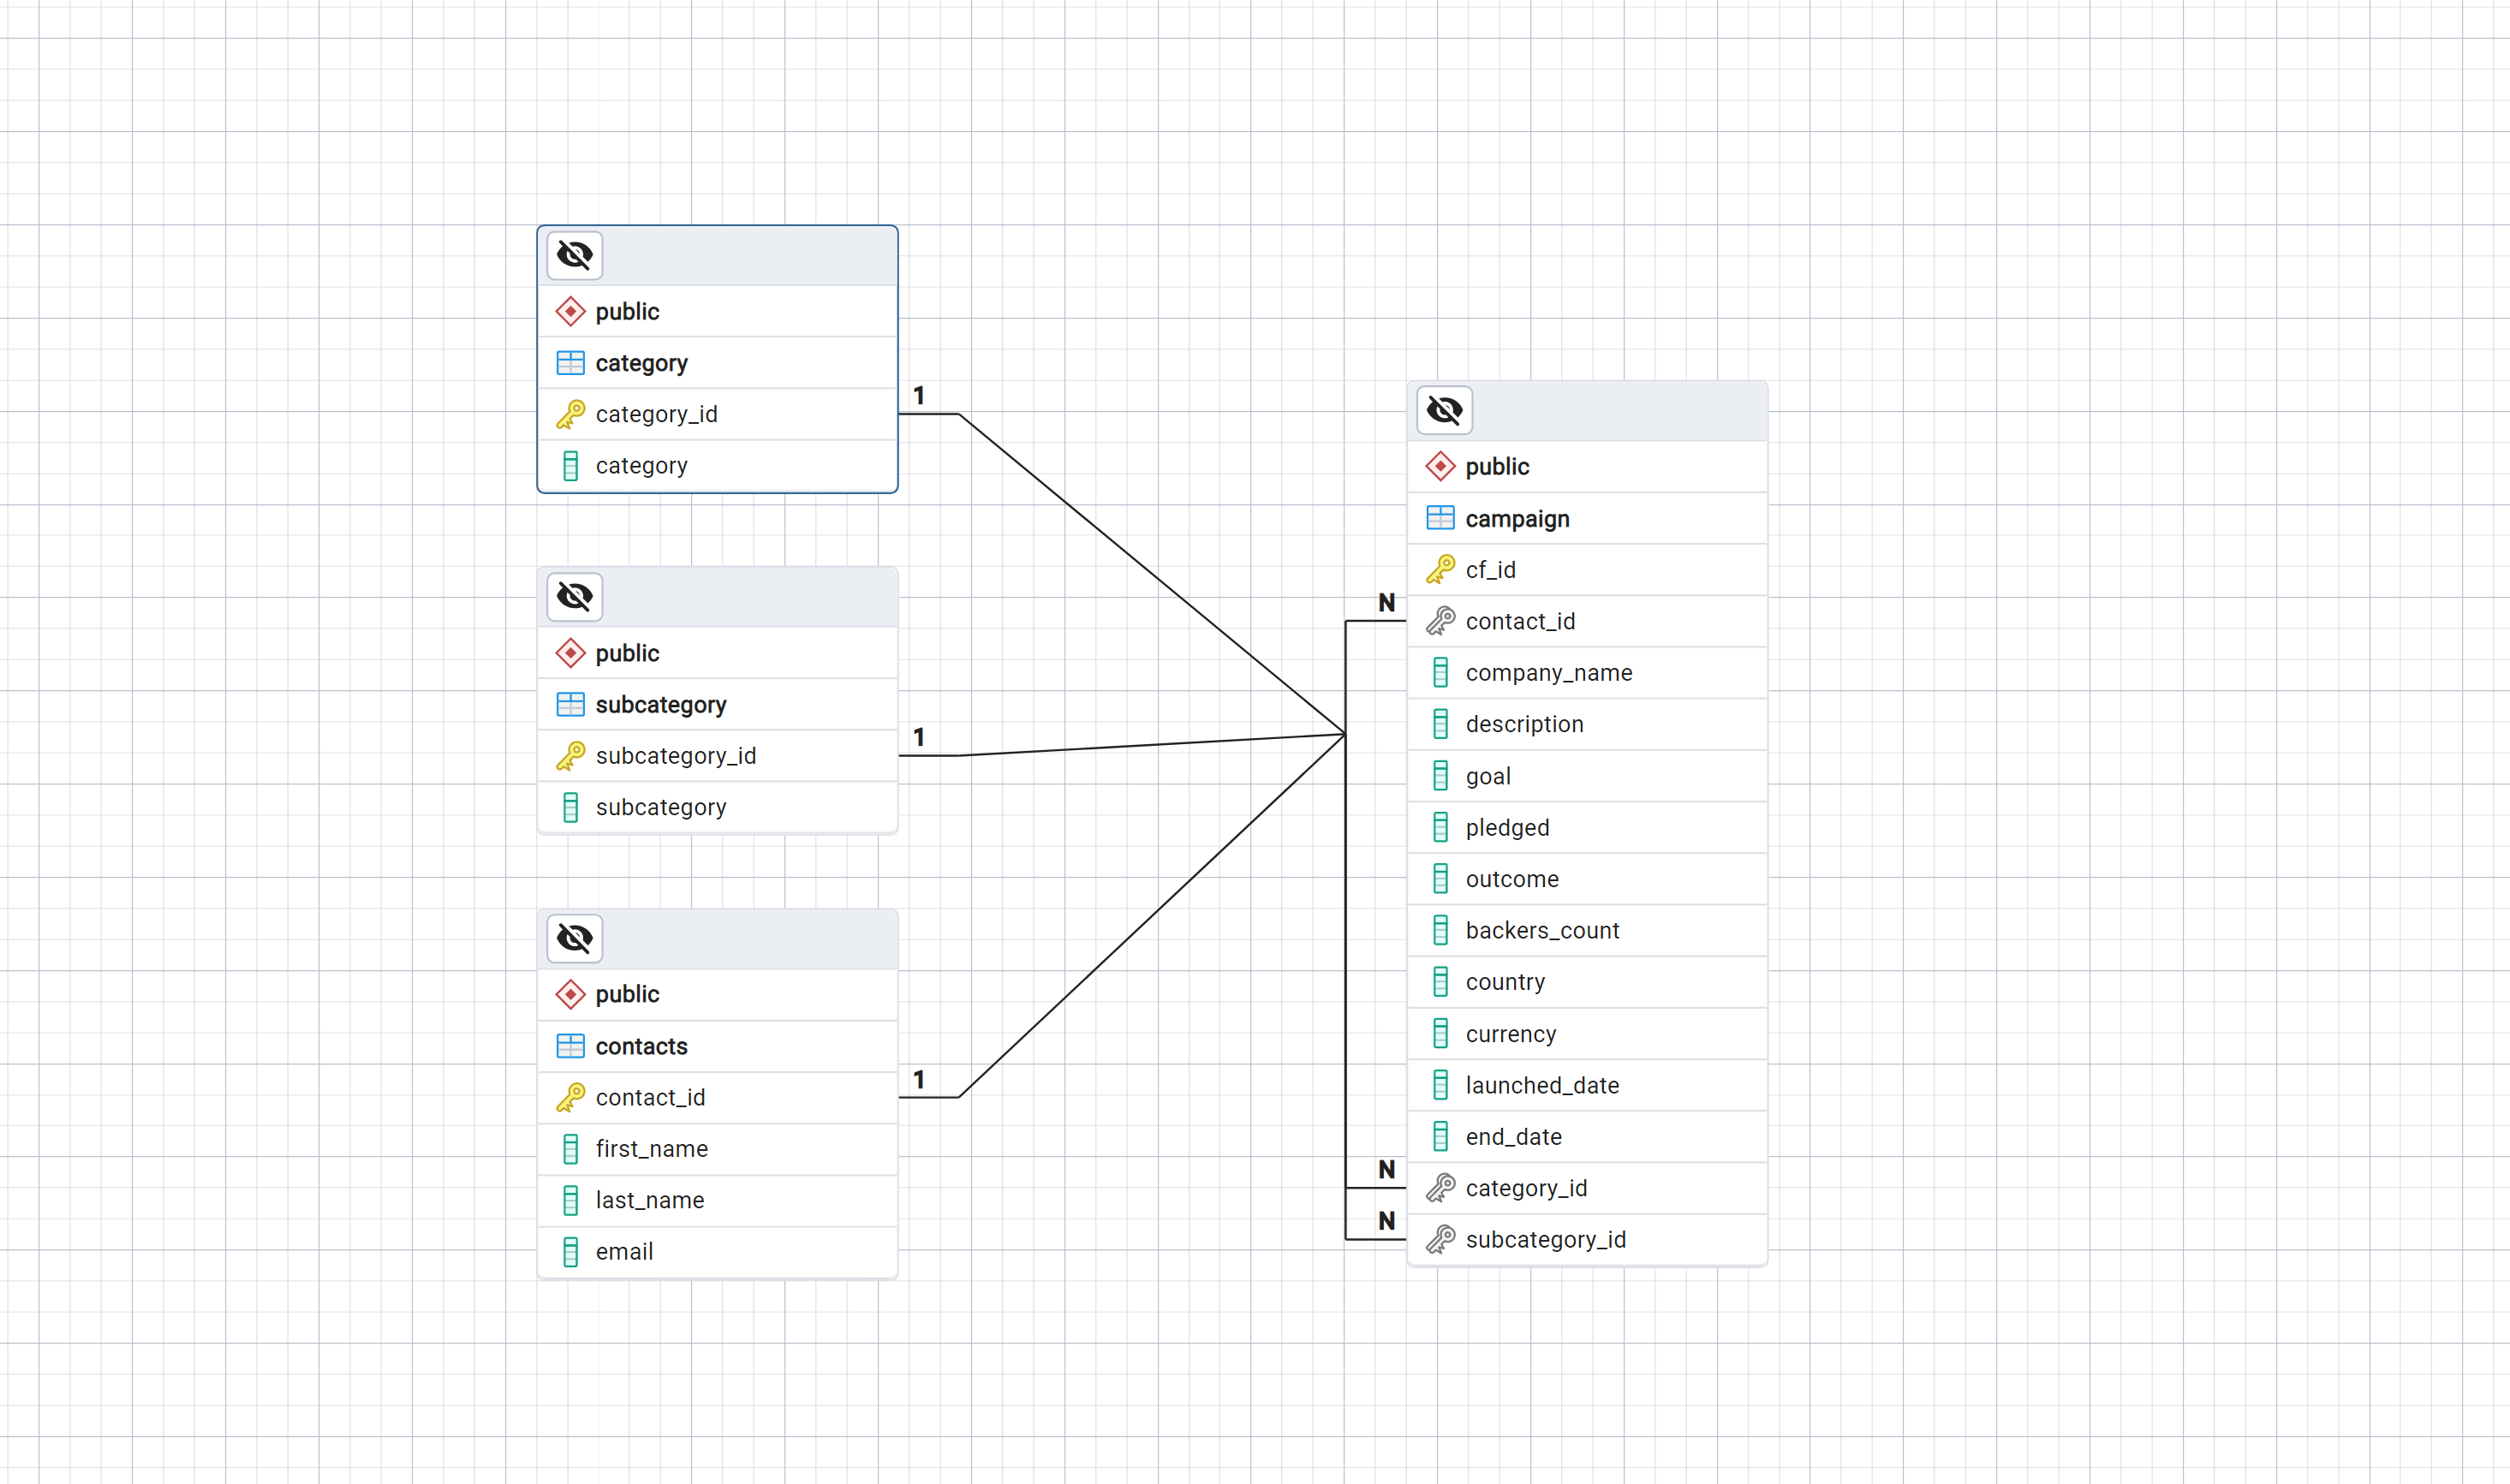 public
category
category_id
category
1
public
subcategory
subcategory_id
subcategory
1
public
contacts
contact_id
first_name
last_name
email
1
public
campaign
cf_id
N
contact_id
company_name
description
goal
pledged
outcome
backers_count
country
currency
launched_date
end_date
N
category_id
N
subcategory_id